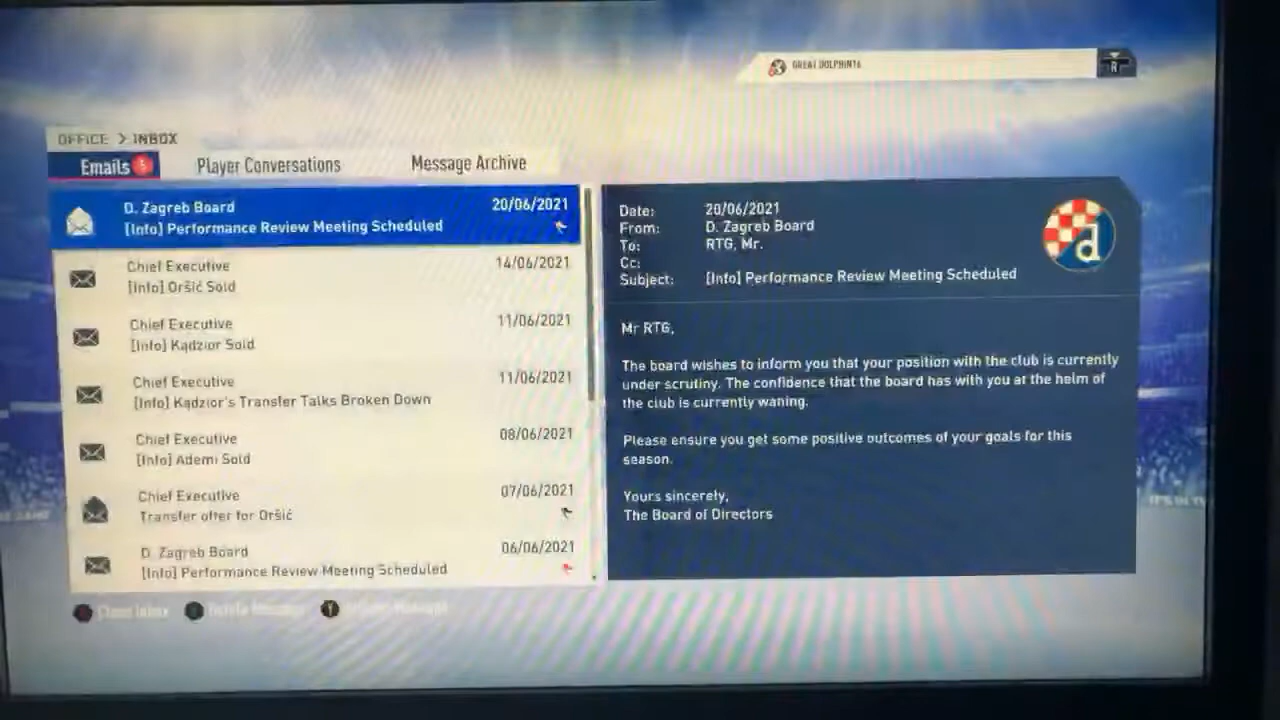 GREAT DOLPHIN16
R
OFFICE > INBOX
Emails 5
Player Conversations
Message Archive
D. Zagreb Board 20/06/2021
[Info] Performance Review Meeting Scheduled
Chief Executive 14/06/2021
[Info] Oršić Sold
Chief Executive 11/06/2021
[Info] Kądzior Sold
Chief Executive 11/06/2021
[Info] Kądzior's Transfer Talks Broken Down
Chief Executive 08/06/2021
[Info] Ademi Sold
Chief Executive 07/06/2021
Transfer offer for Oršić
D. Zagreb Board 06/06/2021
[Info] Performance Review Meeting Scheduled
Date: 20/06/2021
From: D. Zagreb Board
To: RTG, Mr.
Cc:
Subject: [Info] Performance Review Meeting Scheduled
d
Mr RTG,
The board wishes to inform you that your position with the club is currently
under scrutiny. The confidence that the board has with you at the helm of
the club is currently waning.
Please ensure you get some positive outcomes of your goals for this
season.
Yours sincerely,
The Board of Directors
Close Inbox
Delete Message
Y